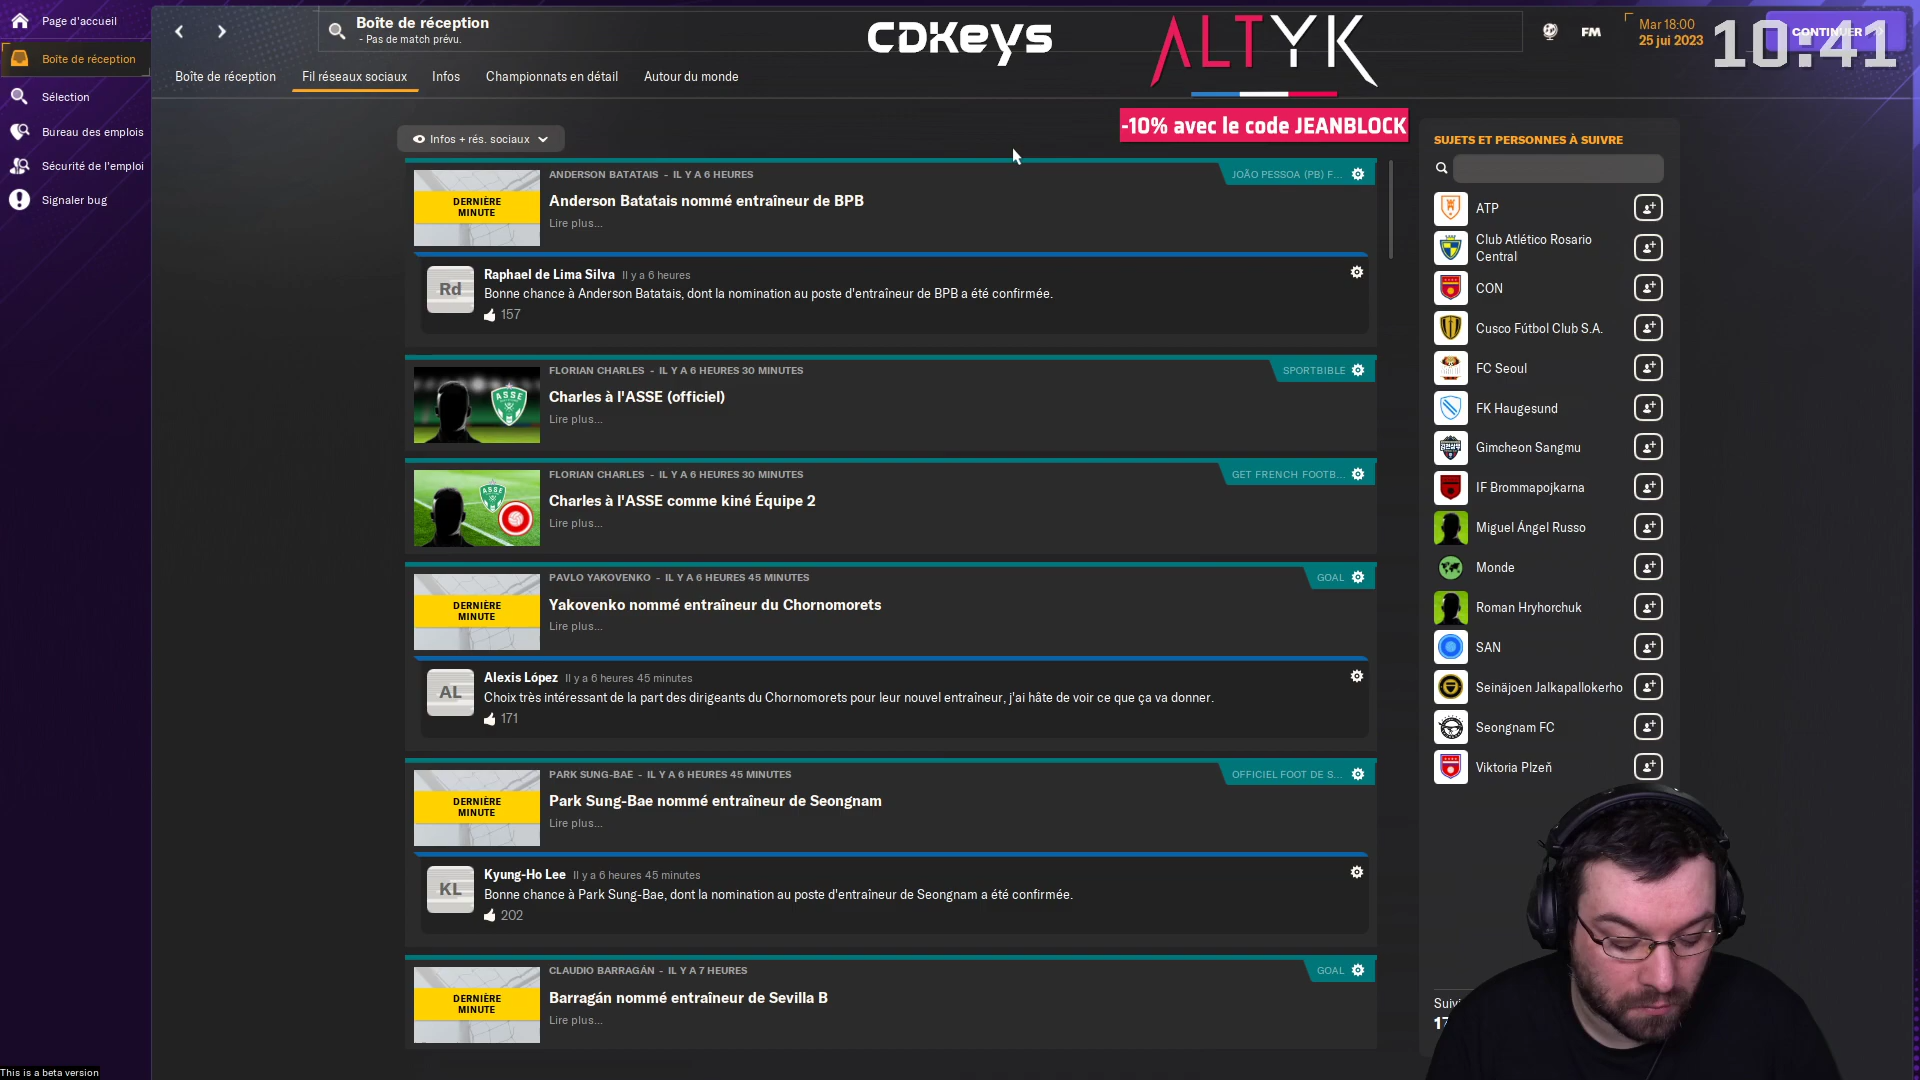 Page d'accueil
Boîte de réception
Sélection
Bureau des emplois
Sécurité de l'emploi
Signaler bug
This is a beta version
Boîte de réception
- Pas de match prévu.
CDKeys
ALTYK
FM
Mar 18:00
25 jui 2023
CONTINUER
10:41
Boîte de réception
Fil réseaux sociaux
Infos
Championnats en détail
Autour du monde
-10% avec le code JEANBLOCK
Infos + rés. sociaux
DERNIÈRE
MINUTE
ANDERSON BATATAIS - IL Y A 6 HEURES
JOÃO PESSOA (PB) F...
Anderson Batatais nommé entraîneur de BPB
Lire plus...
Rd
Raphael de Lima Silva Il y a 6 heures
Bonne chance à Anderson Batatais, dont la nomination au poste d'entraîneur de BPB a été confirmée.
157
ASSE
FLORIAN CHARLES - IL Y A 6 HEURES 30 MINUTES
SPORTBIBLE
Charles à l'ASSE (officiel)
Lire plus...
ASSE
FLORIAN CHARLES - IL Y A 6 HEURES 30 MINUTES
GET FRENCH FOOTB...
Charles à l'ASSE comme kiné Équipe 2
Lire plus...
DERNIÈRE
MINUTE
PAVLO YAKOVENKO - IL Y A 6 HEURES 45 MINUTES
GOAL
Yakovenko nommé entraîneur du Chornomorets
Lire plus...
AL
Alexis López Il y a 6 heures 45 minutes
Choix très intéressant de la part des dirigeants du Chornomorets pour leur nouvel entraîneur, j'ai hâte de voir ce que ça va donner.
171
DERNIÈRE
MINUTE
PARK SUNG-BAE - IL Y A 6 HEURES 45 MINUTES
OFFICIEL FOOT DE S...
Park Sung-Bae nommé entraîneur de Seongnam
Lire plus...
KL
Kyung-Ho Lee Il y a 6 heures 45 minutes
Bonne chance à Park Sung-Bae, dont la nomination au poste d'entraîneur de Seongnam a été confirmée.
202
DERNIÈRE
MINUTE
CLAUDIO BARRAGÁN - IL Y A 7 HEURES
GOAL
Barragán nommé entraîneur de Sevilla B
Lire plus...
SUJETS ET PERSONNES À SUIVRE
ATP
Club Atlético Rosario
Central
CON
Cusco Fútbol Club S.A.
FC Seoul
FK Haugesund
Gimcheon Sangmu
IF Brommapojkarna
Miguel Ángel Russo
Monde
Roman Hryhorchuk
SAN
Seinäjoen Jalkapallokerho
Seongnam FC
Viktoria Plzeň